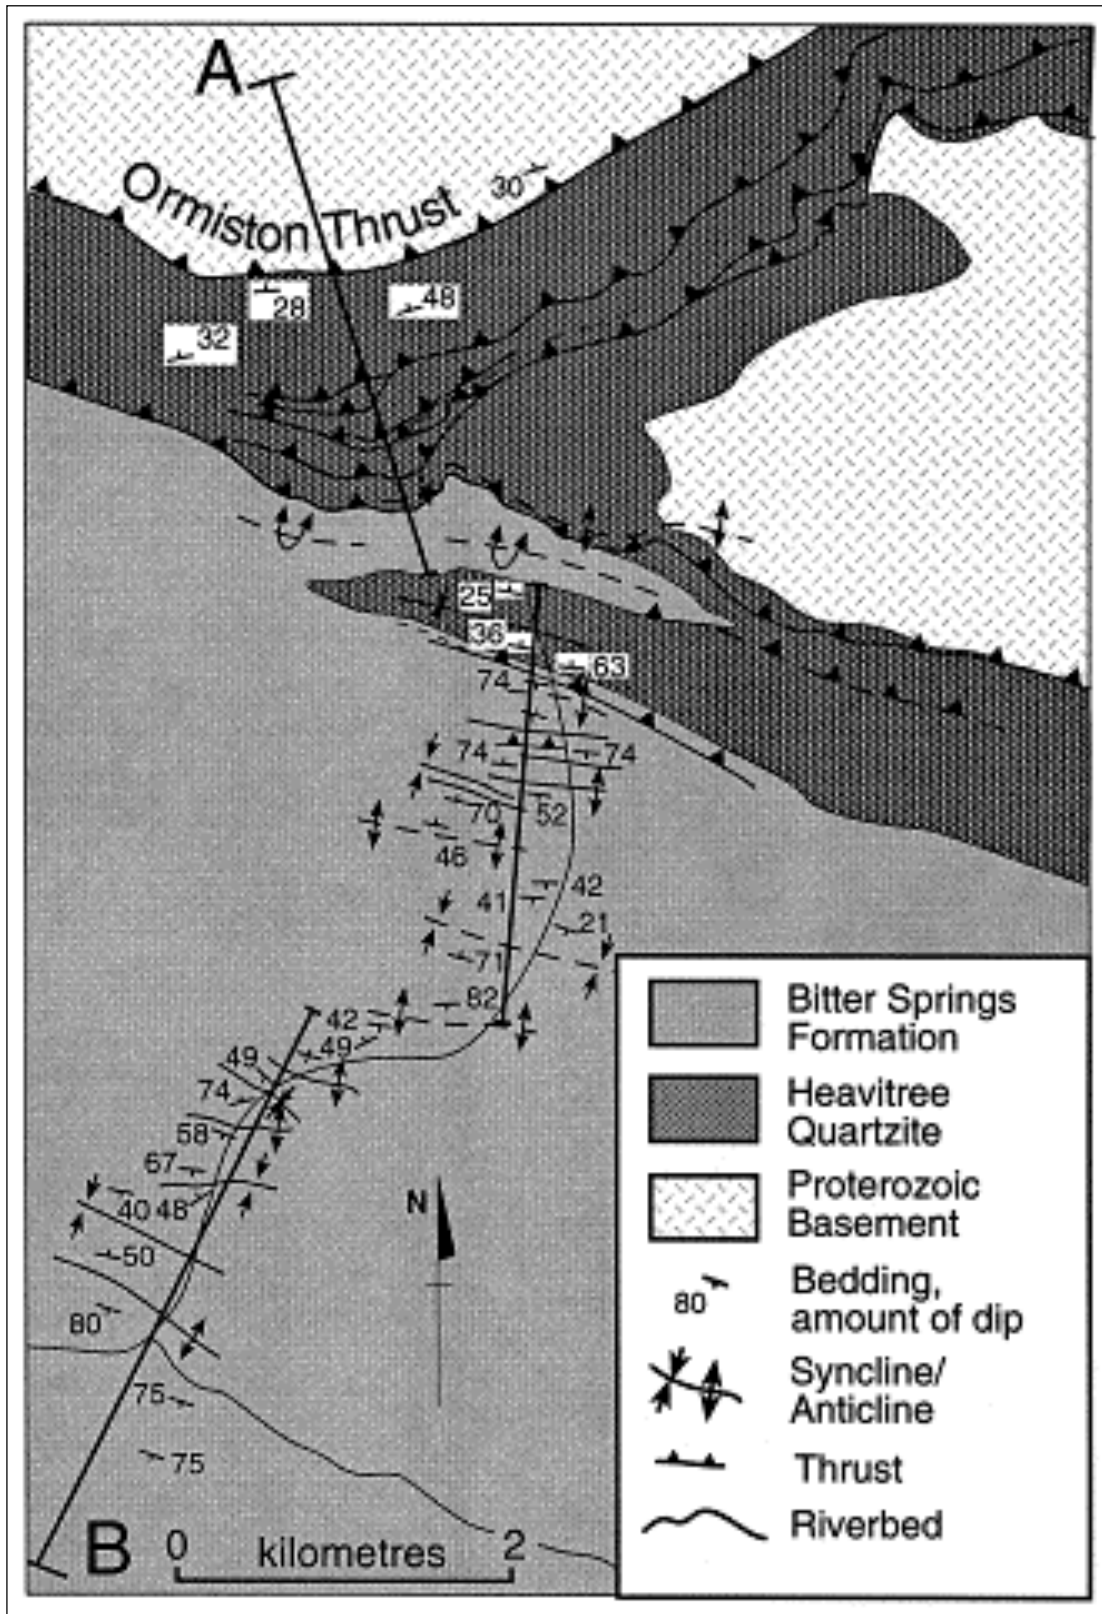 A
Ormiston Thrust
30
28
48
32
25
36
63
74
74
74
70
52
46
41
42
21
71
82
42
49
49
74
58
67
40
48
50
80
75
75
N
B
0 kilometres 2
Bitter Springs
Formation
Heavitree
Quartzite
Proterozoic
Basement
80
Bedding,
amount of dip
Syncline/
Anticline
Thrust
Riverbed